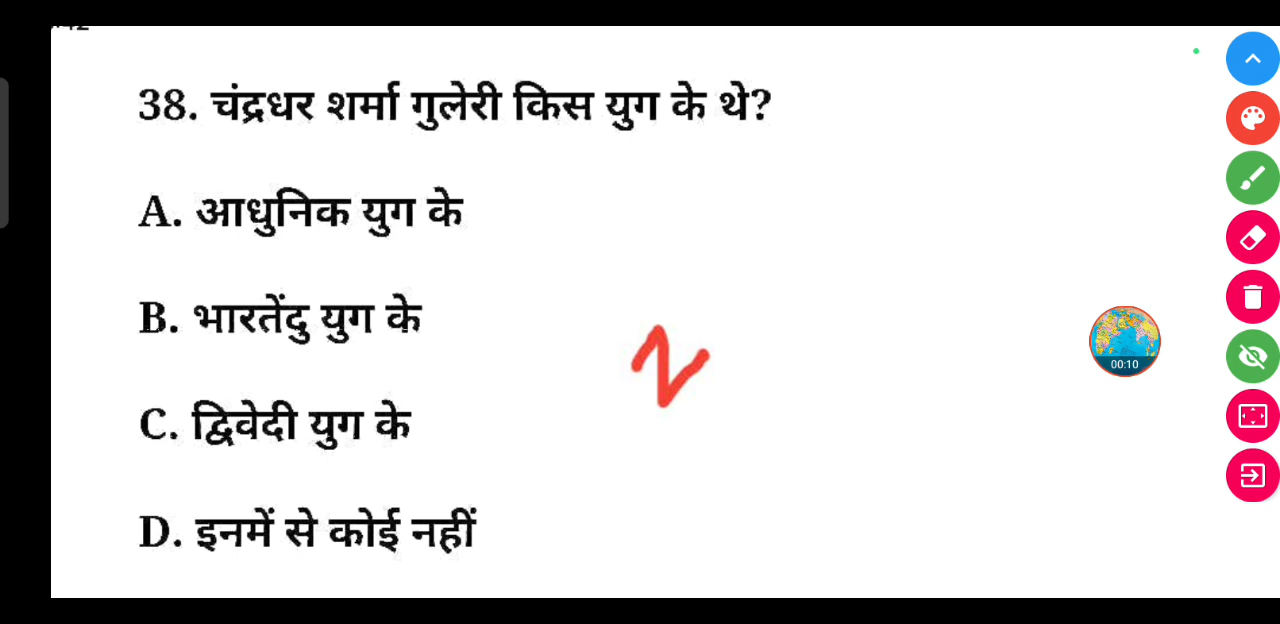 38. चंद्रधर शर्मा गुलेरी किस युग के थे?
A. आधुनिक युग के
B. भारतेंदु युग के
C. द्विवेदी युग के
D. इनमें से कोई नहीं
00:10